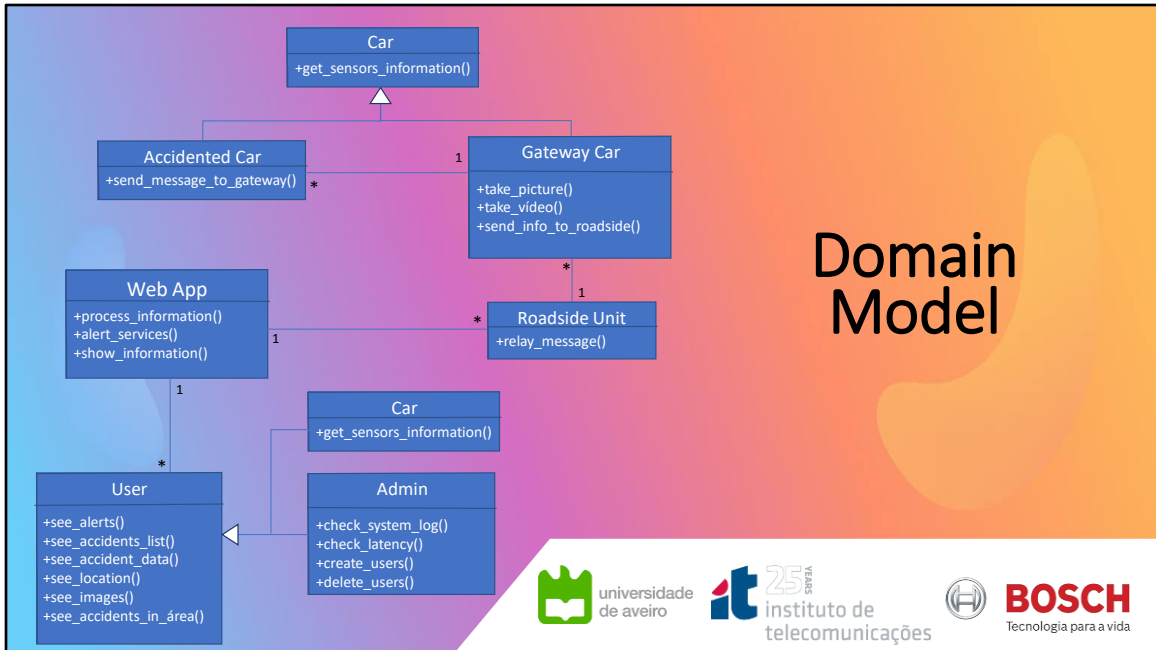 Car
+get_sensors_information()
Accidented Car
+send_message_to_gateway()
*
1
Gateway Car
+take_picture()
+take_vídeo()
+send_info_to_roadside()
*
1
Roadside Unit
+relay_message()
*
1
Web App
+process_information()
+alert_services()
+show_information()
1
*
Car
+get_sensors_information()
User
+see_alerts()
+see_accidents_list()
+see_accident_data()
+see_location()
+see_images()
+see_accidents_in_área()
Admin
+check_system_log()
+check_latency()
+create_users()
+delete_users()
Domain
Model
universidade
de aveiro
it
25
YEARS
instituto de
telecomunicações
BOSCH
Tecnologia para a vida